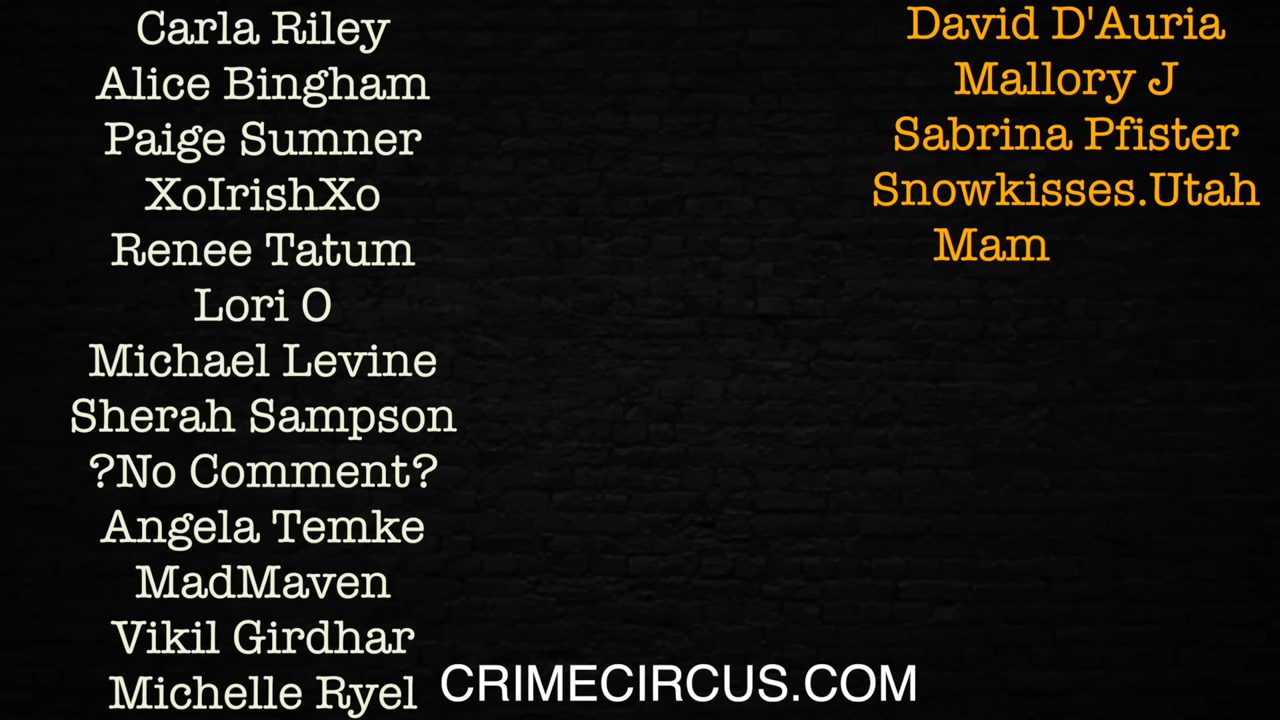 Carla Riley
Alice Bingham
Paige Sumner
XoIrishXo
Renee Tatum
Lori O
Michael Levine
Sherah Sampson
?No Comment?
Angela Temke
MadMaven
Vikil Girdhar
Michelle Ryel
David D'Auria
Mallory J
Sabrina Pfister
Snowkisses.Utah
Mam
CRIMECIRCUS.COM